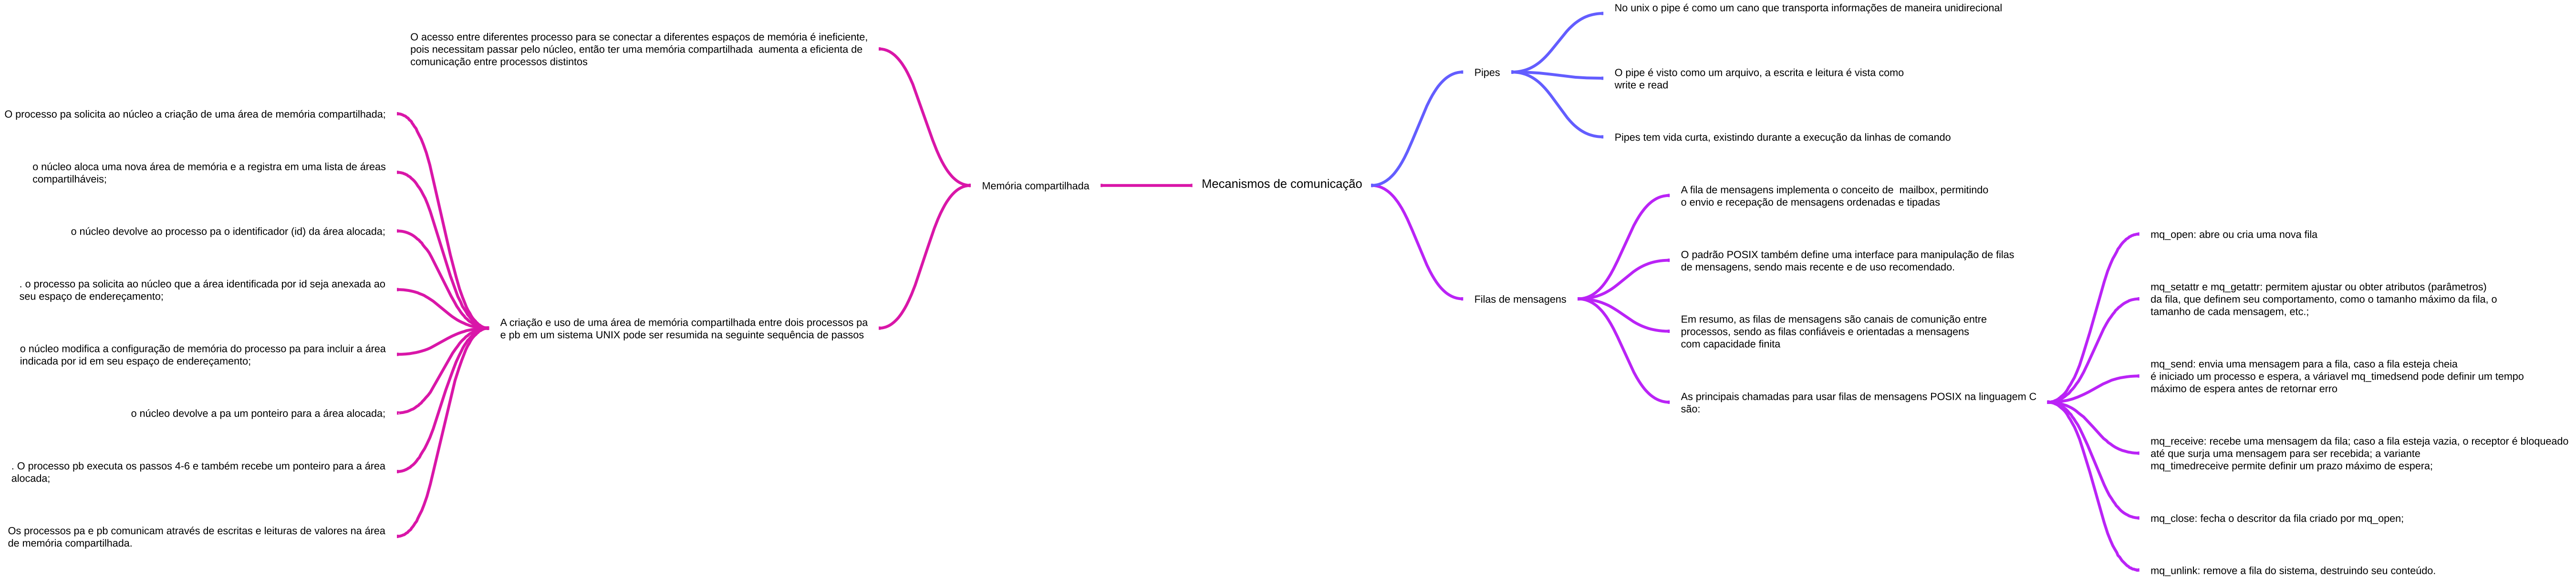 Mecanismos de comunicação
Pipes
No unix o pipe é como um cano que transporta informações de maneira unidirecional
O pipe é visto como um arquivo, a escrita e leitura é vista como
write e read
Pipes tem vida curta, existindo durante a execução da linhas de comando
Filas de mensagens
A fila de mensagens implementa o conceito de  mailbox, permitindo
o envio e recepação de mensagens ordenadas e tipadas
O padrão POSIX também define uma interface para manipulação de filas
de mensagens, sendo mais recente e de uso recomendado.
Em resumo, as filas de mensagens são canais de comunição entre
processos, sendo as filas confiáveis e orientadas a mensagens
com capacidade finita
As principais chamadas para usar filas de mensagens POSIX na linguagem C
são:
mq_open: abre ou cria uma nova fila
mq_setattr e mq_getattr: permitem ajustar ou obter atributos (parâmetros)
da fila, que definem seu comportamento, como o tamanho máximo da fila, o
tamanho de cada mensagem, etc.;
mq_send: envia uma mensagem para a fila, caso a fila esteja cheia
é iniciado um processo e espera, a váriavel mq_timedsend pode definir um tempo
máximo de espera antes de retornar erro
mq_receive: recebe uma mensagem da fila; caso a fila esteja vazia, o receptor é bloqueado
até que surja uma mensagem para ser recebida; a variante
mq_timedreceive permite definir um prazo máximo de espera;
mq_close: fecha o descritor da fila criado por mq_open;
mq_unlink: remove a fila do sistema, destruindo seu conteúdo.
Memória compartilhada
O acesso entre diferentes processo para se conectar a diferentes espaços de memória é ineficiente,
pois necessitam passar pelo núcleo, então ter uma memória compartilhada  aumenta a eficienta de
comunicação entre processos distintos
A criação e uso de uma área de memória compartilhada entre dois processos pa
e pb em um sistema UNIX pode ser resumida na seguinte sequência de passos
O processo pa solicita ao núcleo a criação de uma área de memória compartilhada;
o núcleo aloca uma nova área de memória e a registra em uma lista de áreas
compartilháveis;
o núcleo devolve ao processo pa o identificador (id) da área alocada;
. o processo pa solicita ao núcleo que a área identificada por id seja anexada ao
seu espaço de endereçamento;
o núcleo modifica a configuração de memória do processo pa para incluir a área
indicada por id em seu espaço de endereçamento;
o núcleo devolve a pa um ponteiro para a área alocada;
. O processo pb executa os passos 4-6 e também recebe um ponteiro para a área
alocada;
Os processos pa e pb comunicam através de escritas e leituras de valores na área
de memória compartilhada.